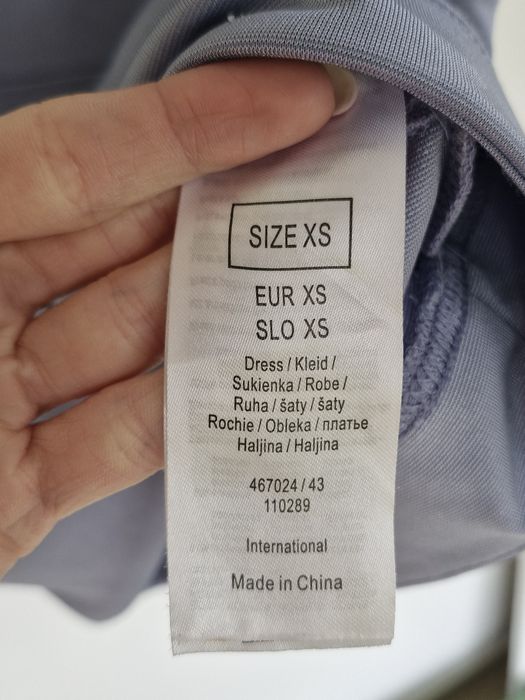 SIZE XS
EUR XS
SLO XS
Dress / Kleid /
Sukienka / Robe /
Ruha / šaty / šaty
Rochie / Obleka / платье
Haljina / Haljina
467024 / 43
110289
International
Made in China